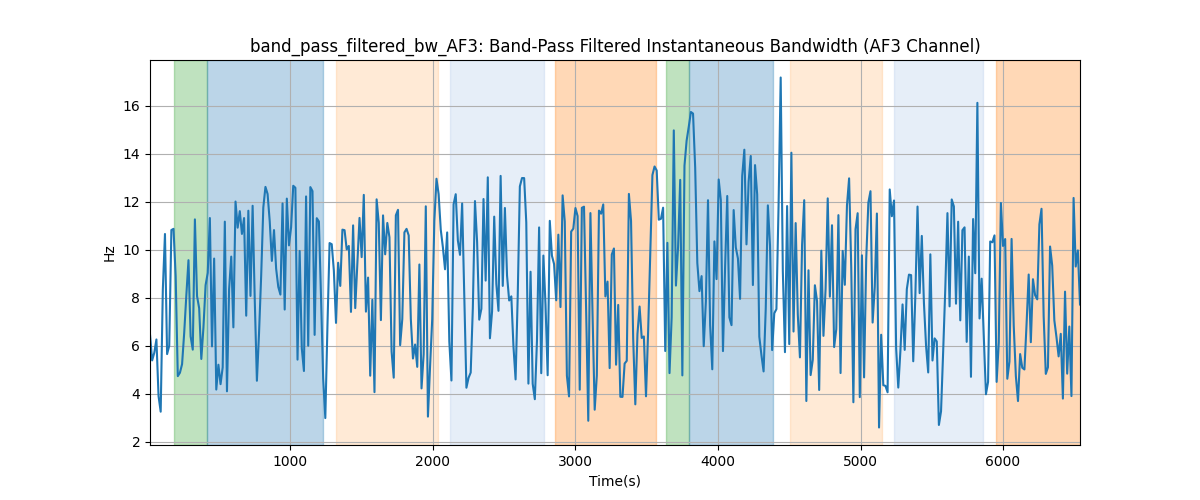 band_pass_filtered_bw_AF3: Band-Pass Filtered Instantaneous Bandwidth (AF3 Channel)
16
14
12
10
8
6
4
2
Hz
1000 2000 3000 4000 5000 6000
Time(s)